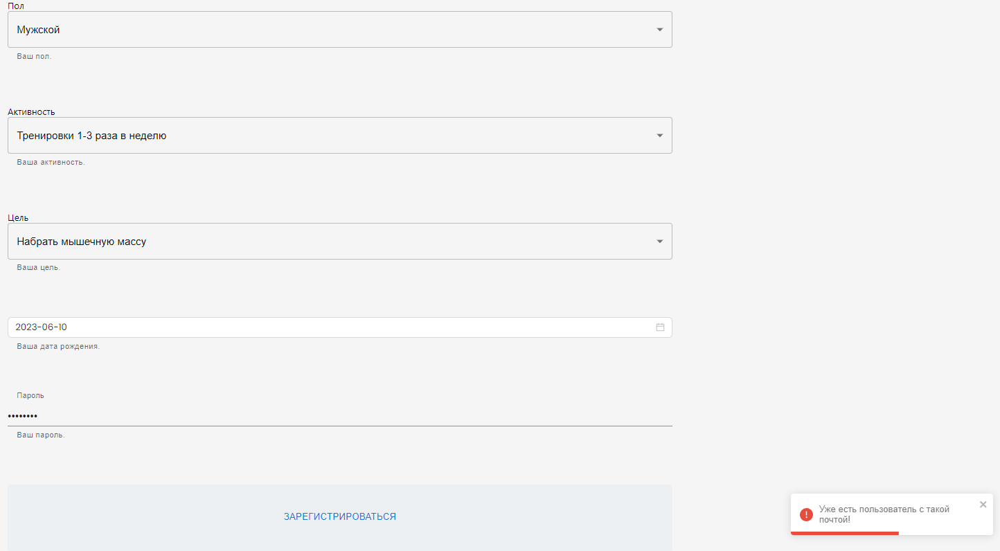 Пол
Мужской
Ваш пол.
Активность
Тренировки 1-3 раза в неделю
Ваша активность.
Цель
Набрать мышечную массу
Ваша цель.
2023-06-10
Ваша дата рождения.
Пароль
••••••••
Ваш пароль.
ЗАРЕГИСТРИРОВАТЬСЯ
Уже есть пользователь с такой
почтой!